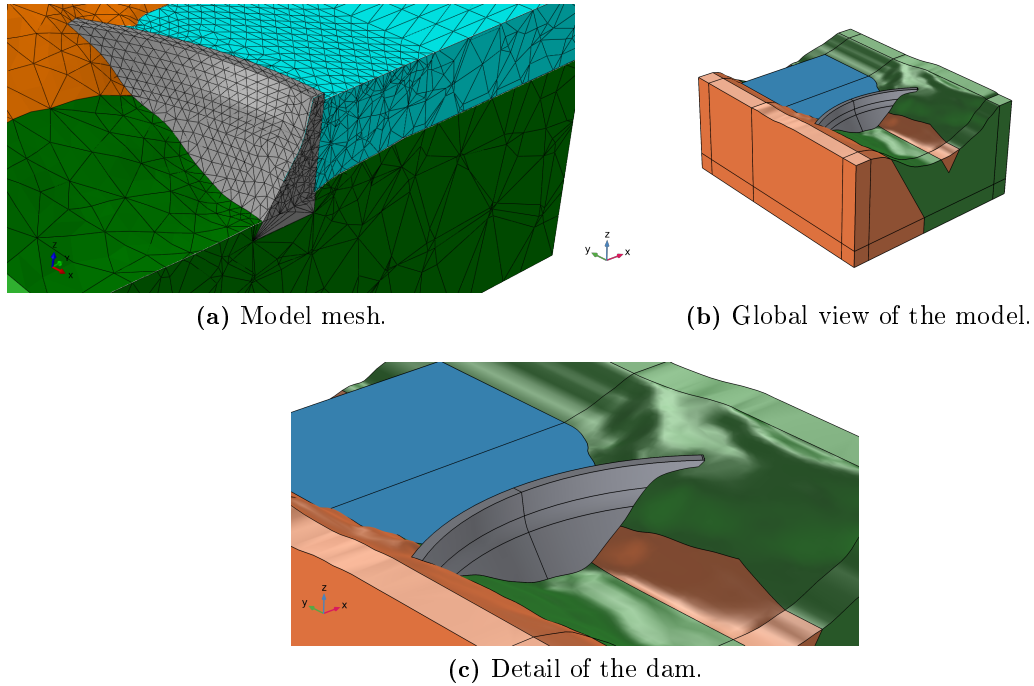 z
y
x
(a) Model mesh.
z
y
x
(b) Global view of the model.
z
y
x
(c) Detail of the dam.